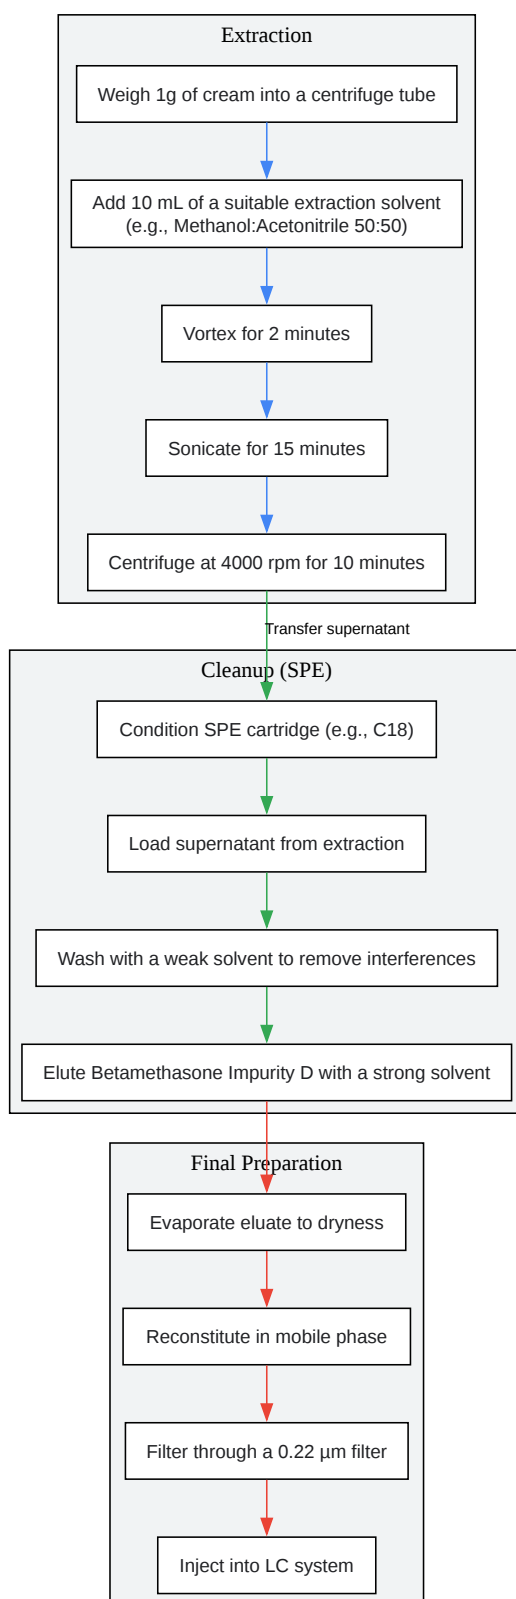 Extraction
Weigh 1g of cream into a centrifuge tube
Add 10 mL of a suitable extraction solvent
(e.g., Methanol:Acetonitrile 50:50)
Vortex for 2 minutes
Sonicate for 15 minutes
Centrifuge at 4000 rpm for 10 minutes
Transfer supernatant
Cleanup (SPE)
Condition SPE cartridge (e.g., C18)
Load supernatant from extraction
Wash with a weak solvent to remove interferences
Elute Betamethasone Impurity D with a strong solvent
Final Preparation
Evaporate eluate to dryness
Reconstitute in mobile phase
Filter through a 0.22 µm filter
Inject into LC system